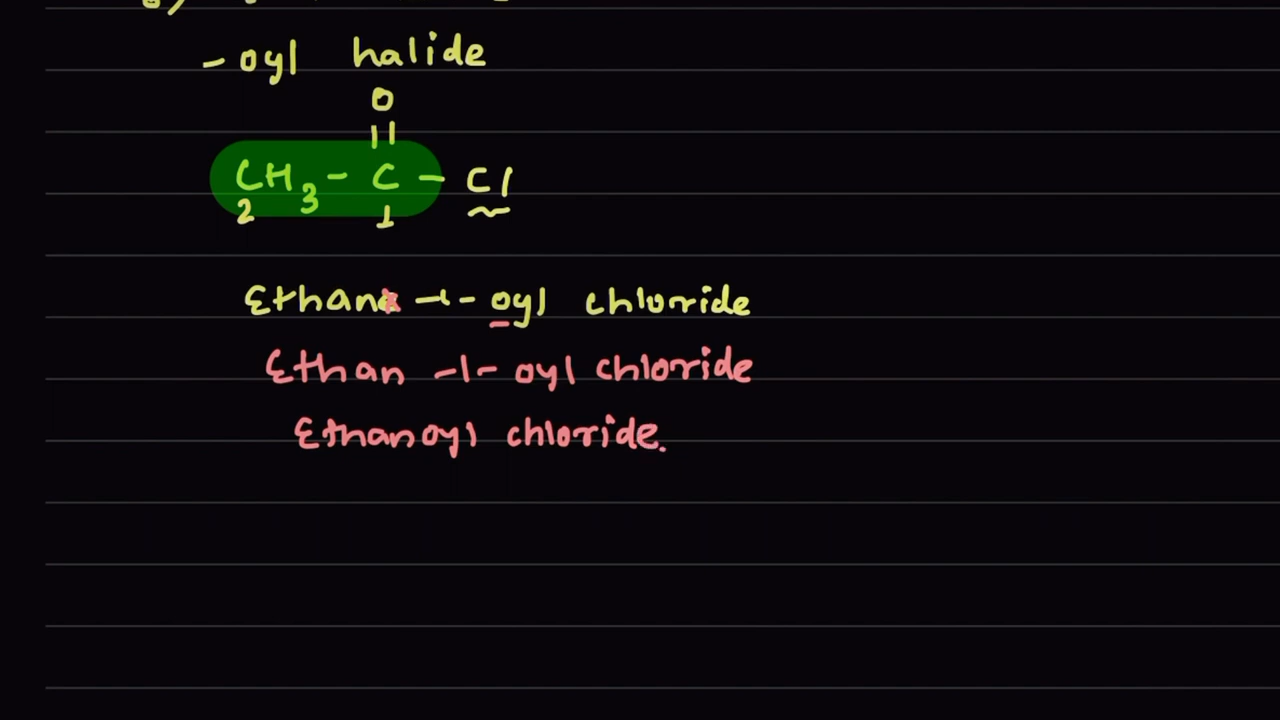 - oyl halide
O
||
CH3 - C - Cl
2 1
Ethane -1- oyl chloride
Ethan -1- oyl chloride
Ethanoyl chloride.